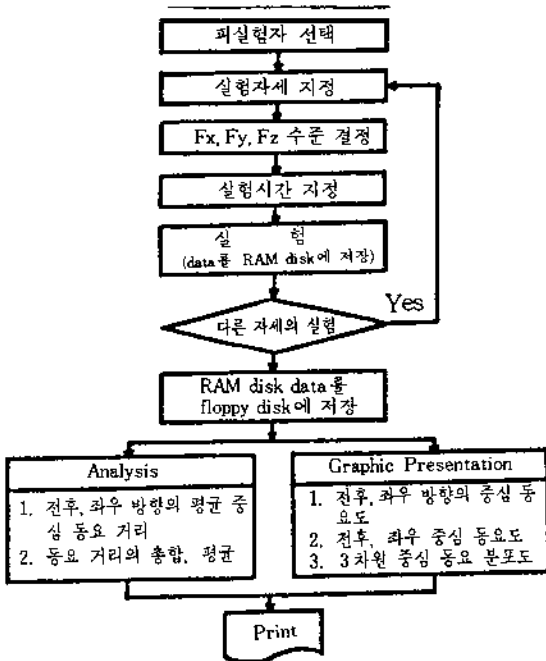 피실험자 선택
실험자세 지정
Fx, Fy, Fz 수준 결정
실험시간 지정
실 험
(data를 RAM disk에 저장)
다른 자세의 실험
Yes
RAM disk data를
floppy disk에 저장
Analysis
1. 전후, 좌우 방향의 평균 중
심 동요 거리
2. 동요 거리의 총합, 평균
Graphic Presentation
1. 전후, 좌우 방향의 중심 동
요도
2. 전후, 좌우 중심 동요도
3. 3차원 중심 동요 분포도
Print